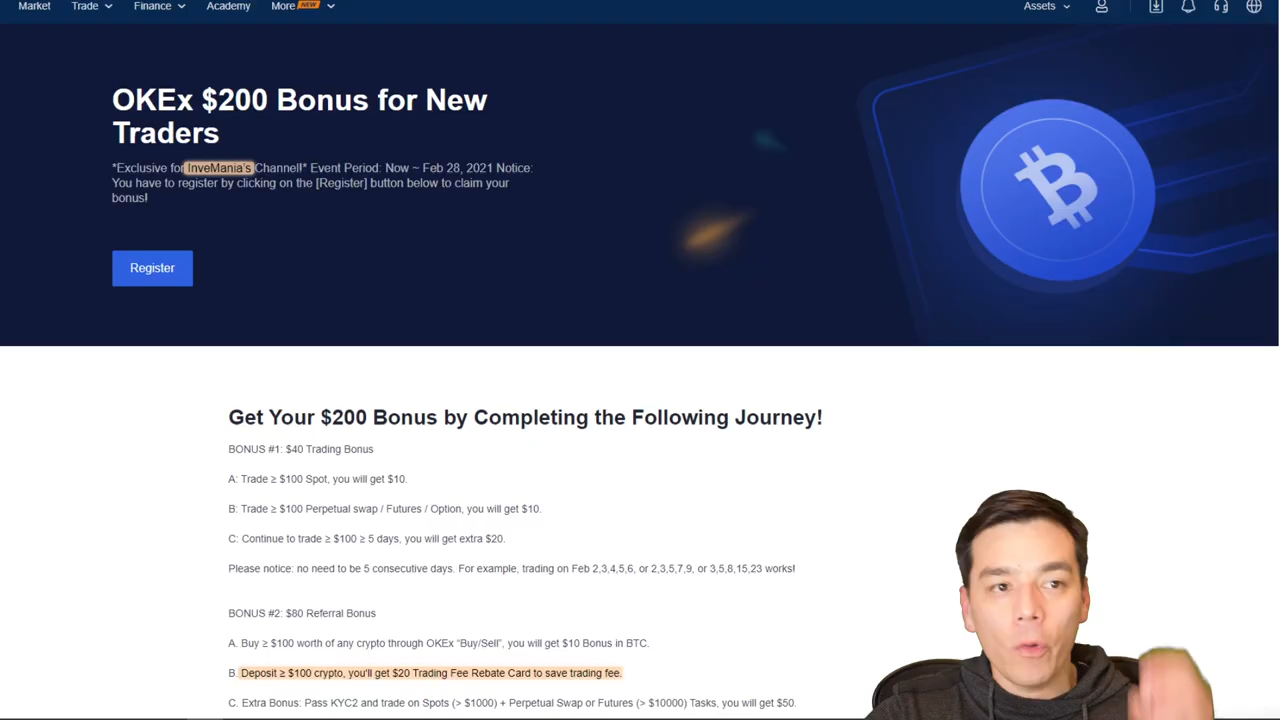 Market Trade Finance Academy More NEW Assets
OKEx $200 Bonus for New
Traders
*Exclusive for InveMania's Channel!* Event Period: Now ~ Feb 28, 2021 Notice:
You have to register by clicking on the [Register] button below to claim your
bonus!
Register
Get Your $200 Bonus by Completing the Following Journey!
BONUS #1: $40 Trading Bonus
A: Trade ≥ $100 Spot, you will get $10.
B: Trade ≥ $100 Perpetual swap / Futures / Option, you will get $10.
C: Continue to trade ≥ $100 ≥ 5 days, you will get extra $20.
Please notice: no need to be 5 consecutive days. For example, trading on Feb 2,3,4,5,6, or 2,3,5,7,9, or 3,5,8,15,23 works!
BONUS #2: $80 Referral Bonus
A. Buy ≥ $100 worth of any crypto through OKEx “Buy/Sell”, you will get $10 Bonus in BTC.
B. Deposit ≥ $100 crypto, you'll get $20 Trading Fee Rebate Card to save trading fee.
C. Extra Bonus: Pass KYC2 and trade on Spots (> $1000) + Perpetual Swap or Futures (> $10000) Tasks, you will get $50.